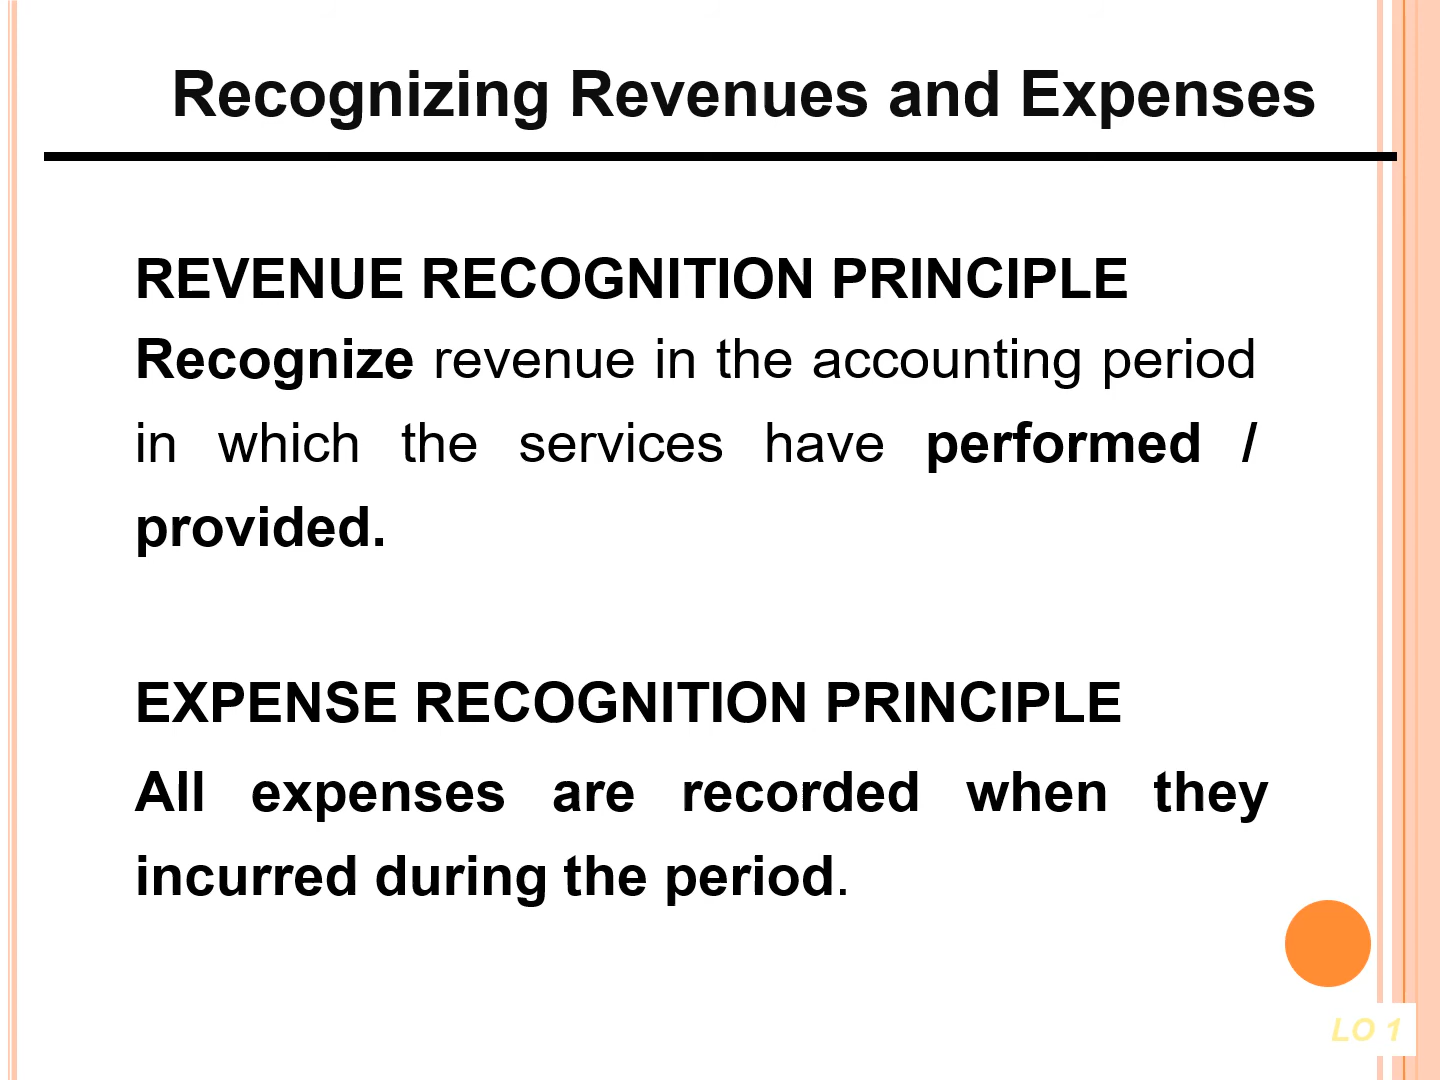 Recognizing Revenues and Expenses
REVENUE RECOGNITION PRINCIPLE
Recognize revenue in the accounting period
in which the services have performed /
provided.
EXPENSE RECOGNITION PRINCIPLE
All expenses are recorded when they
incurred during the period.
LO 1